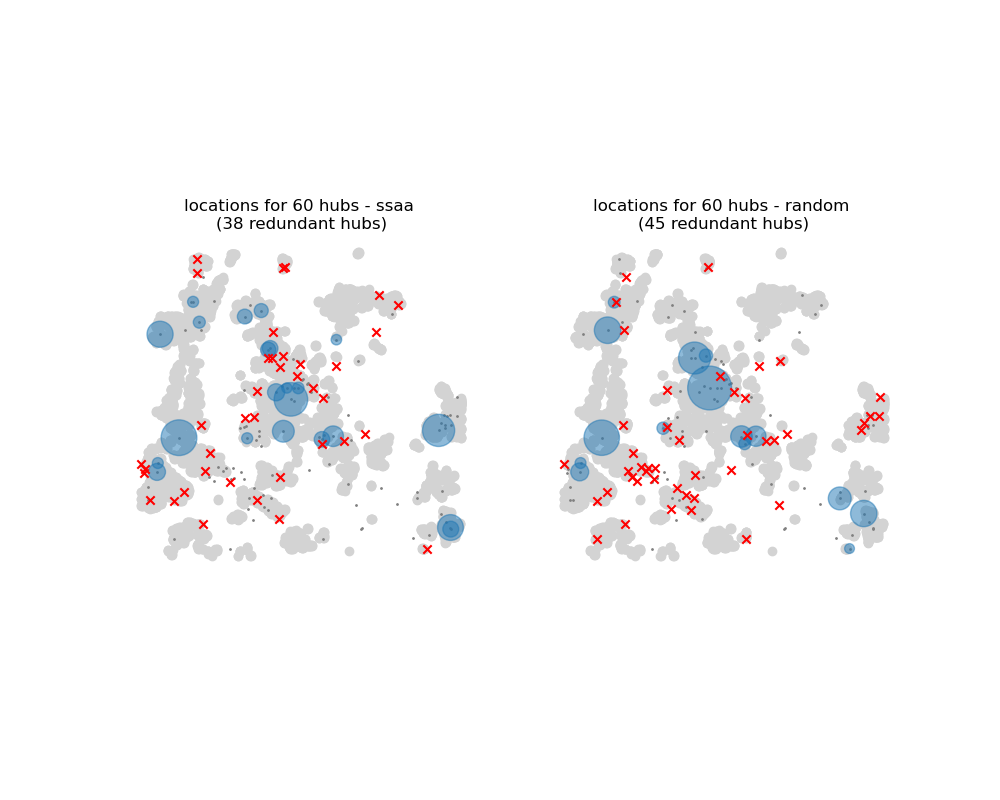 locations for 60 hubs - ssaa
(38 redundant hubs)
locations for 60 hubs - random
(45 redundant hubs)